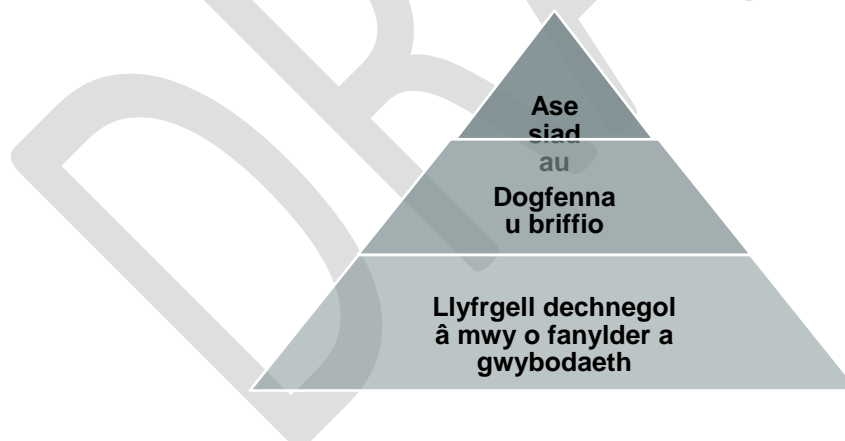 Ase
siad
au
Dogfenna
u briffio
Llyfrgell dechnegol
â mwy o fanylder a
gwybodaeth